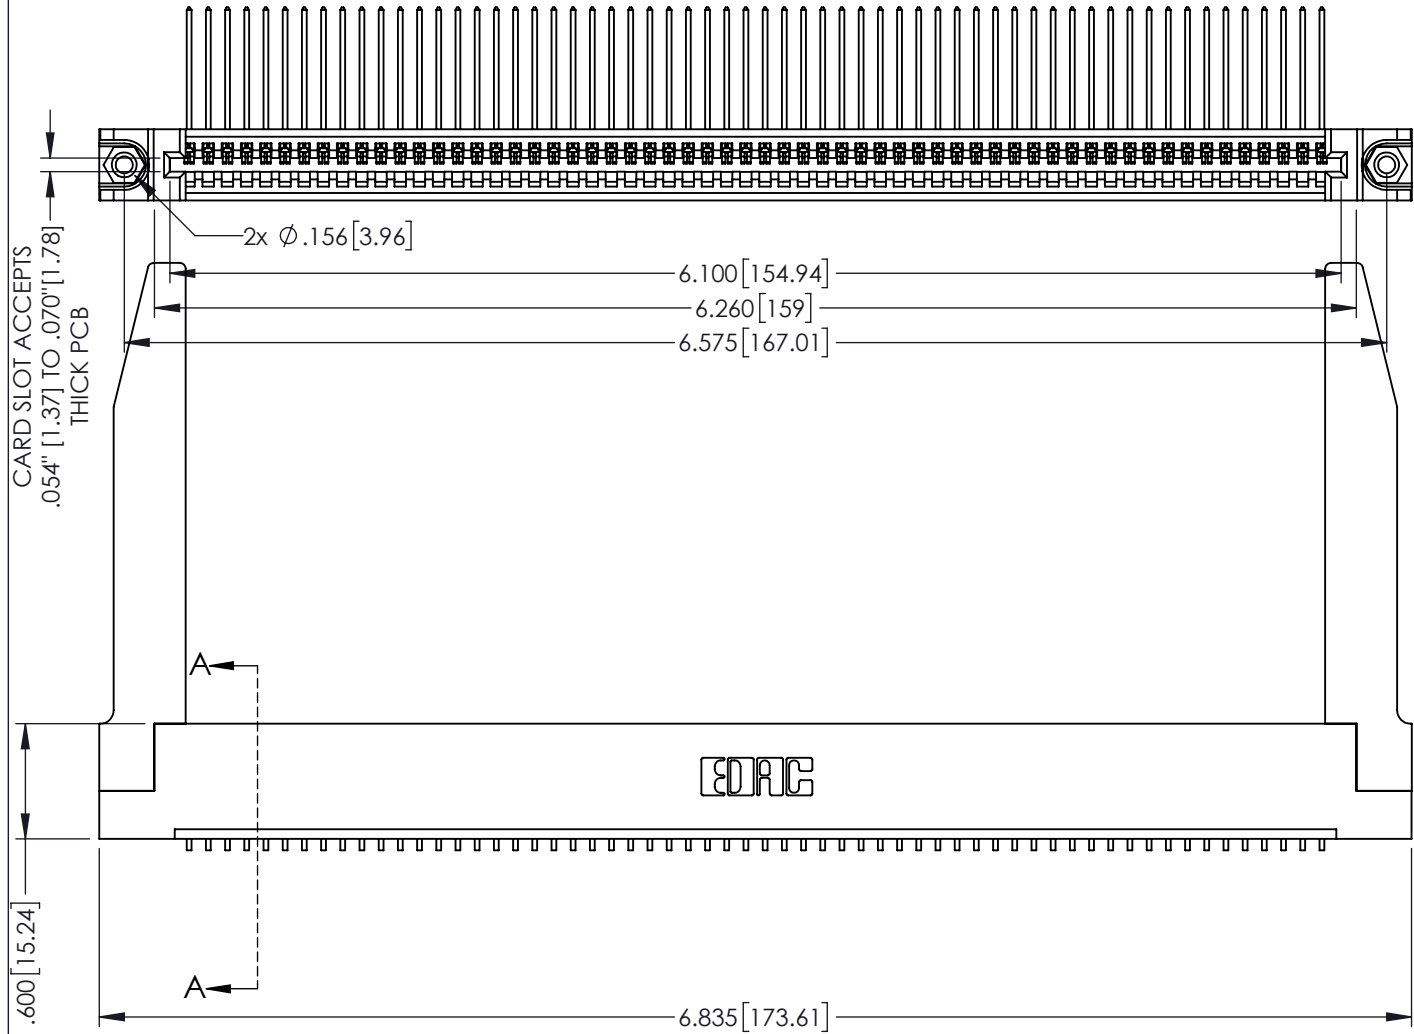 2x Ø.156[3.96]
6.100[154.94]
6.260[159]
6.575[167.01]
CARD SLOT ACCEPTS
.054" [1.37] TO .070"[1.78]
THICK PCB
A
EDAC
A
.600[15.24]
6.835[173.61]